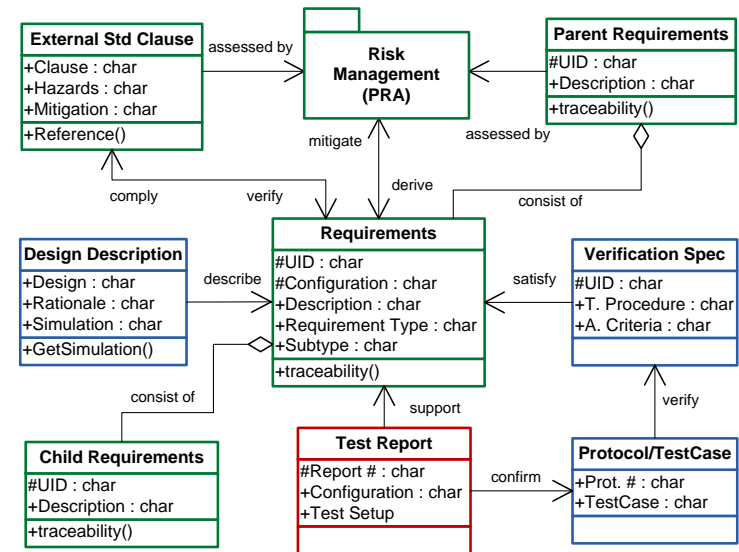 External Std Clause
+Clause : char
+Hazards : char
+Mitigation : char
+Reference()
assessed by
Risk
Management
(PRA)
Parent Requirements
#UID : char
+Description : char
+traceability()
assessed by
mitigate
derive
comply
verify
consist of
Requirements
#UID : char
#Configuration : char
+Description : char
+Requirement Type : char
+Subtype : char
+traceability()
Design Description
+Design : char
+Rationale : char
+Simulation : char
+GetSimulation()
describe
satisfy
Verification Spec
#UID : char
+T. Procedure : char
+A. Criteria : char
consist of
support
verify
Child Requirements
#UID : char
+Description : char
+traceability()
Test Report
#Report # : char
+Configuration : char
+Test Setup
confirm
Protocol/TestCase
+Prot. # : char
+TestCase : char